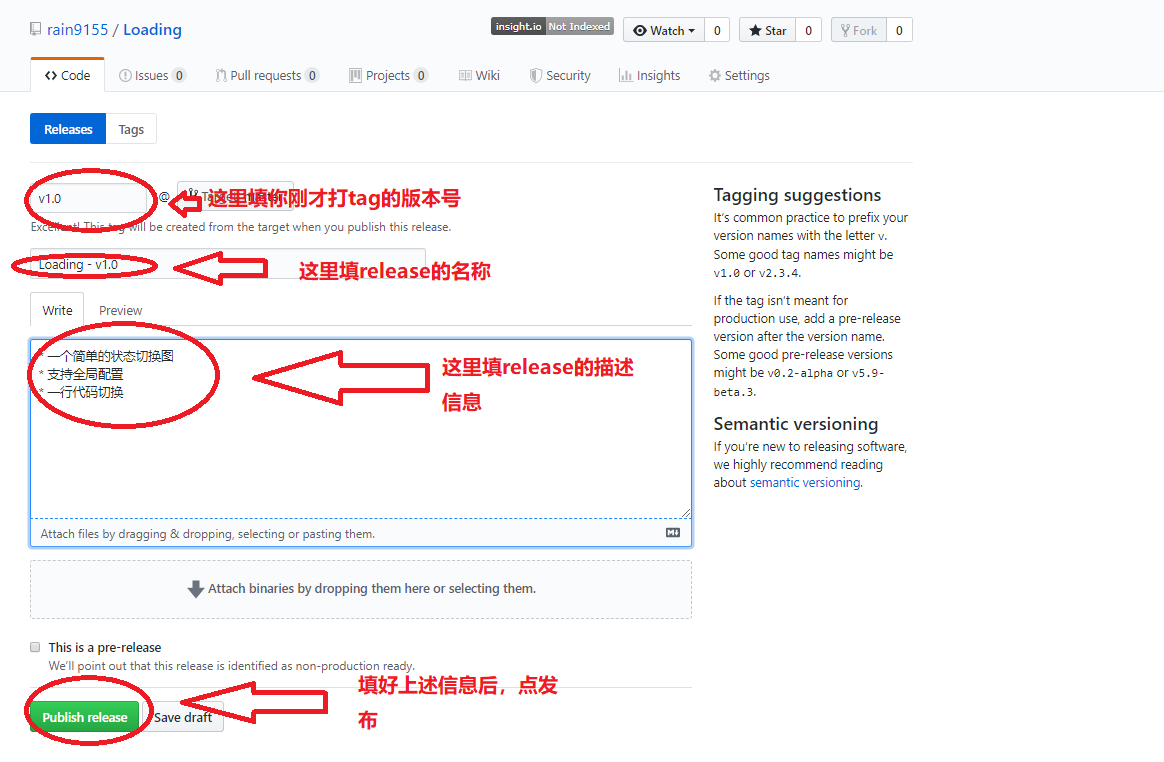 rain9155 / Loading
insight.io Not Indexed
Watch 0
Star 0
Fork 0
Code
Issues 0
Pull requests 0
Projects 0
Wiki
Security
Insights
Settings
Releases
Tags
v1.0
@
这里填你刚才打tag的版本号
Excellent! This tag will be created from the target when you publish this release.
Loading - v1.0
这里填release的名称
Write
Preview
* 一个简单的状态切换图
* 支持全局配置
* 一行代码切换
这里填release的描述
信息
Attach files by dragging & dropping, selecting or pasting them.
Attach binaries by dropping them here or selecting them.
This is a pre-release
We'll point out that this release is identified as non-production ready.
填好上述信息后，点发
布
Publish release
Save draft
Tagging suggestions
It's common practice to prefix your
version names with the letter v.
Some good tag names might be
v1.0 or v2.3.4.
If the tag isn't meant for
production use, add a pre-release
version after the version name.
Some good pre-release versions
might be v0.2-alpha or v5.9-
beta.3.
Semantic versioning
If you're new to releasing software,
we highly recommend reading
about semantic versioning.